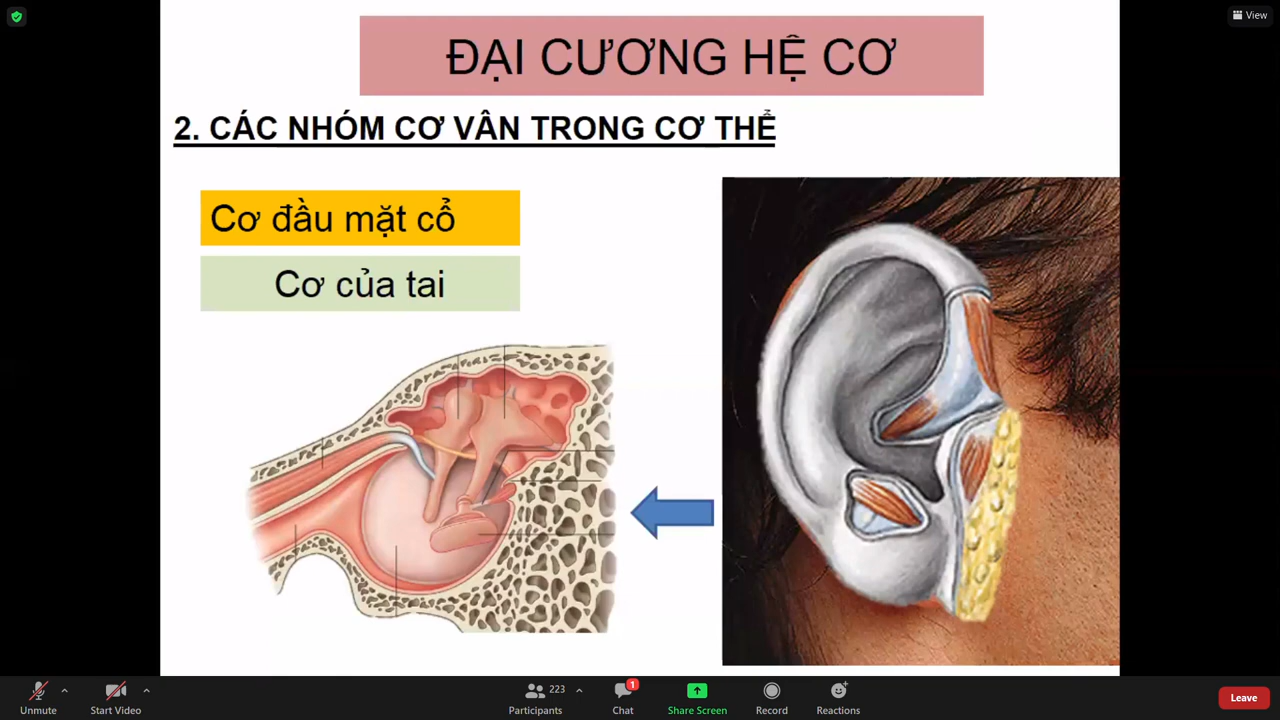 View
ĐẠI CƯƠNG HỆ CƠ
2. CÁC NHÓM CƠ VÂN TRONG CƠ THỂ
Cơ đầu mặt cổ
Cơ của tai
Unmute
Start Video
223
Participants
1
Chat
Share Screen
Record
Reactions
Leave